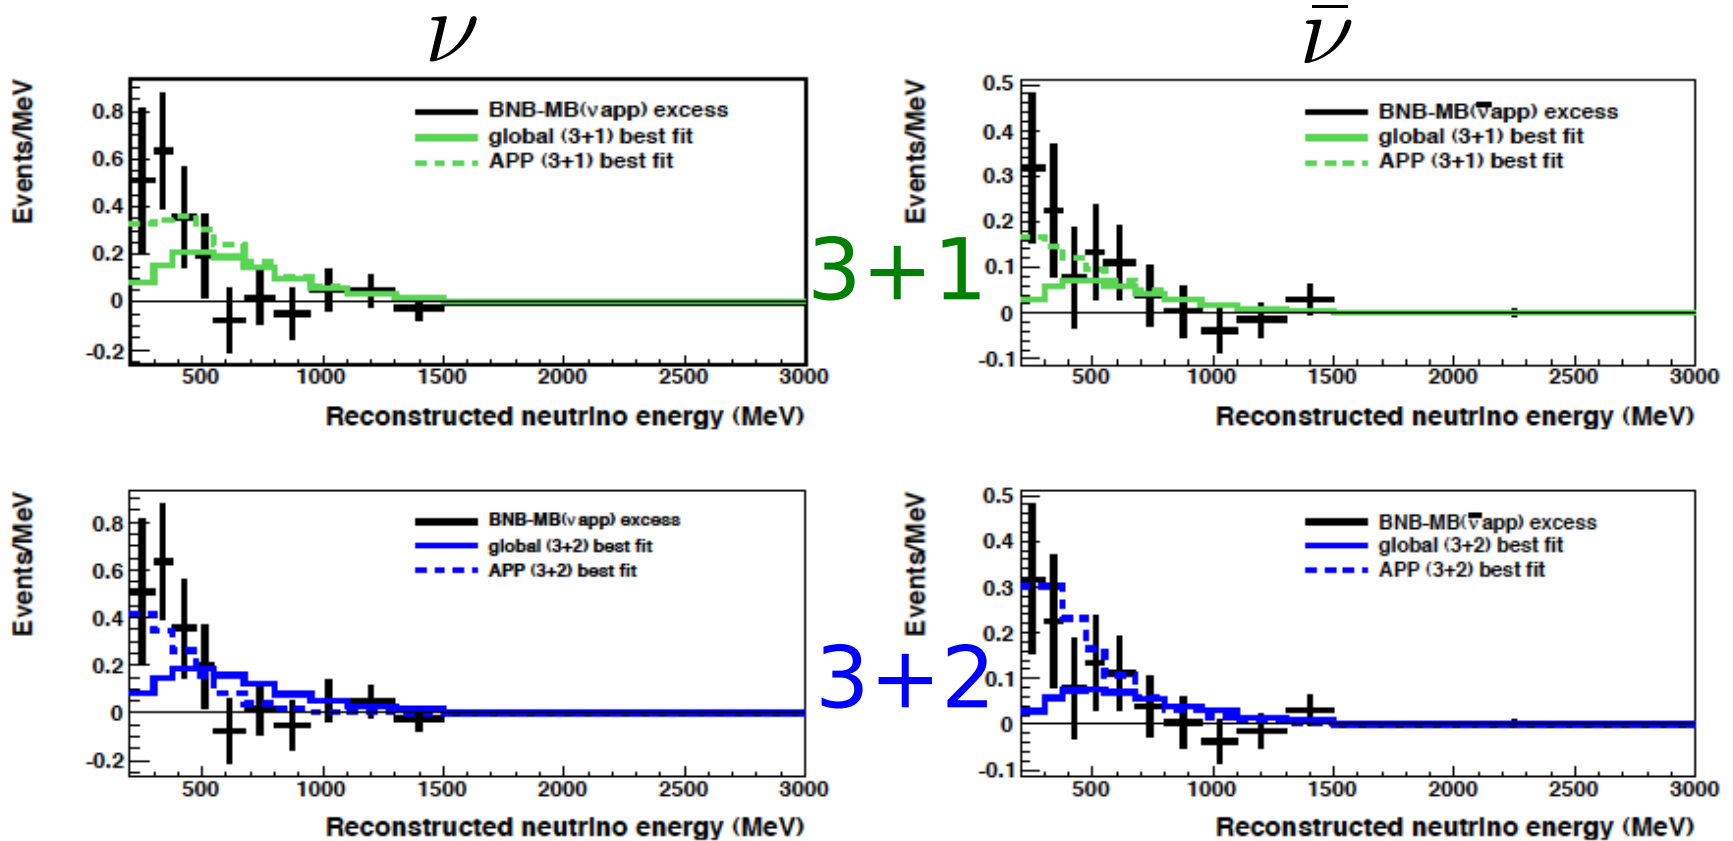 ν
ν̅
Events/MeV
0.8
0.6
0.4
0.2
0
-0.2
BNB-MB(νapp) excess
global (3+1) best fit
APP (3+1) best fit
500 1000 1500 2000 2500 3000
Reconstructed neutrino energy (MeV)
3+1
Events/MeV
0.5
0.4
0.3
0.2
0.1
0
-0.1
BNB-MB(ν̅app) excess
global (3+1) best fit
APP (3+1) best fit
500 1000 1500 2000 2500 3000
Reconstructed neutrino energy (MeV)
Events/MeV
0.8
0.6
0.4
0.2
0
-0.2
BNB-MB(νapp) excess
global (3+2) best fit
APP (3+2) best fit
500 1000 1500 2000 2500 3000
Reconstructed neutrino energy (MeV)
3+2
Events/MeV
0.5
0.4
0.3
0.2
0.1
0
-0.1
BNB-MB(ν̅app) excess
global (3+2) best fit
APP (3+2) best fit
500 1000 1500 2000 2500 3000
Reconstructed neutrino energy (MeV)